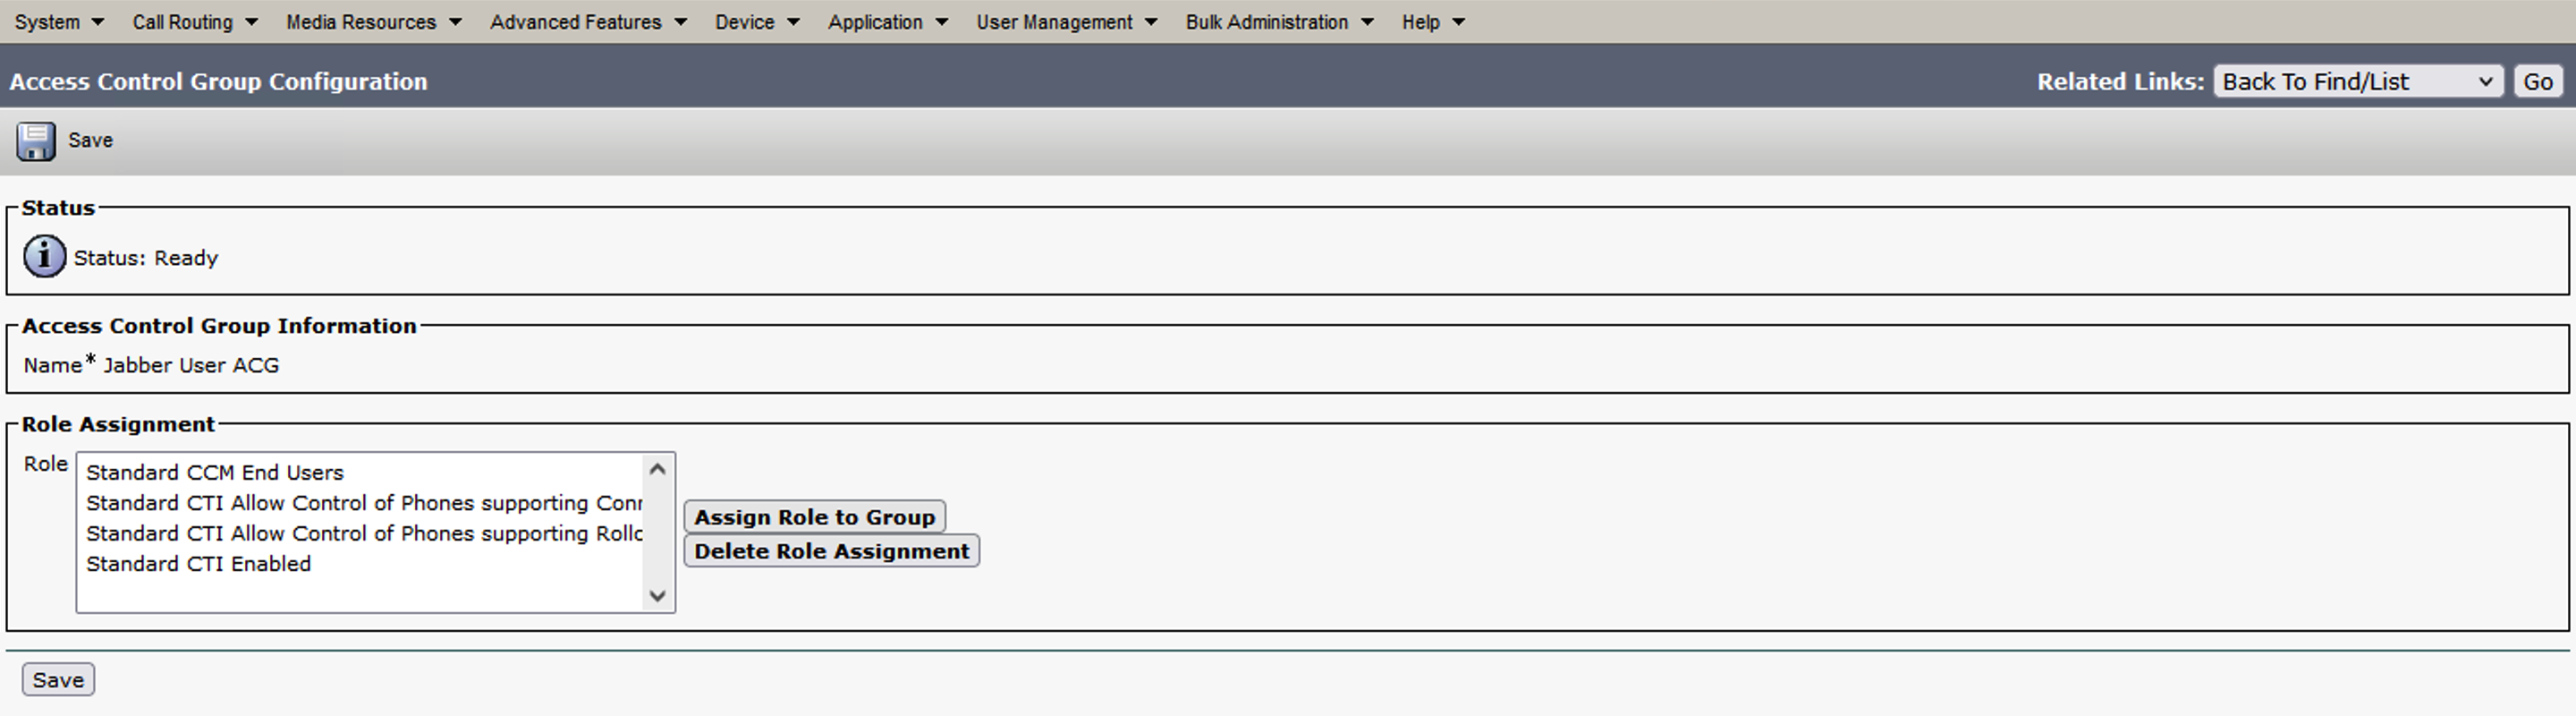 System Call Routing Media Resources Advanced Features Device Application User Management Bulk Administration Help
Access Control Group Configuration Related Links: Back To Find/List Go
Save
Status
Status: Ready
Access Control Group Information
Name* Jabber User ACG
Role Assignment
Role
Standard CCM End Users
Standard CTI Allow Control of Phones supporting Conn
Standard CTI Allow Control of Phones supporting Rollo
Standard CTI Enabled
Assign Role to Group
Delete Role Assignment
Save